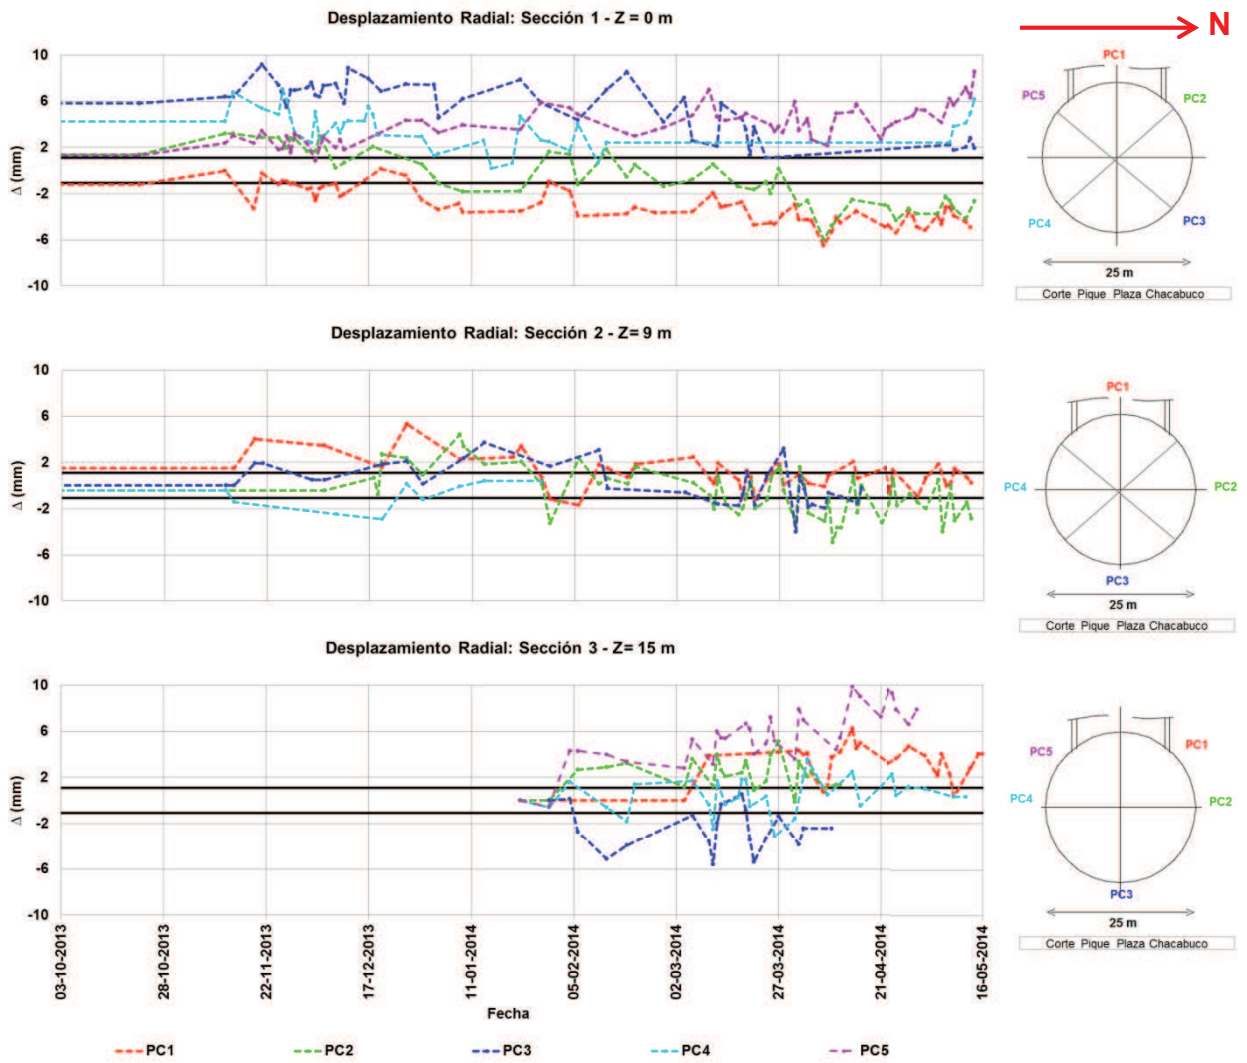 Desplazamiento Radial: Sección 1 - Z = 0 m
N
10
6
2
-2
-6
-10
Δ (mm)
PC1
PC5
PC2
PC4
PC3
25 m
Corte Pique Plaza Chacabuco
Desplazamiento Radial: Sección 2 - Z= 9 m
10
6
2
-2
-6
-10
Δ (mm)
PC1
PC4
PC2
PC3
25 m
Corte Pique Plaza Chacabuco
Desplazamiento Radial: Sección 3 - Z= 15 m
10
6
2
-2
-6
-10
Δ (mm)
PC5
PC1
PC4
PC2
PC3
25 m
Corte Pique Plaza Chacabuco
03-10-2013
28-10-2013
22-11-2013
17-12-2013
11-01-2014
05-02-2014
02-03-2014
27-03-2014
21-04-2014
16-05-2014
Fecha
PC1 PC2 PC3 PC4 PC5